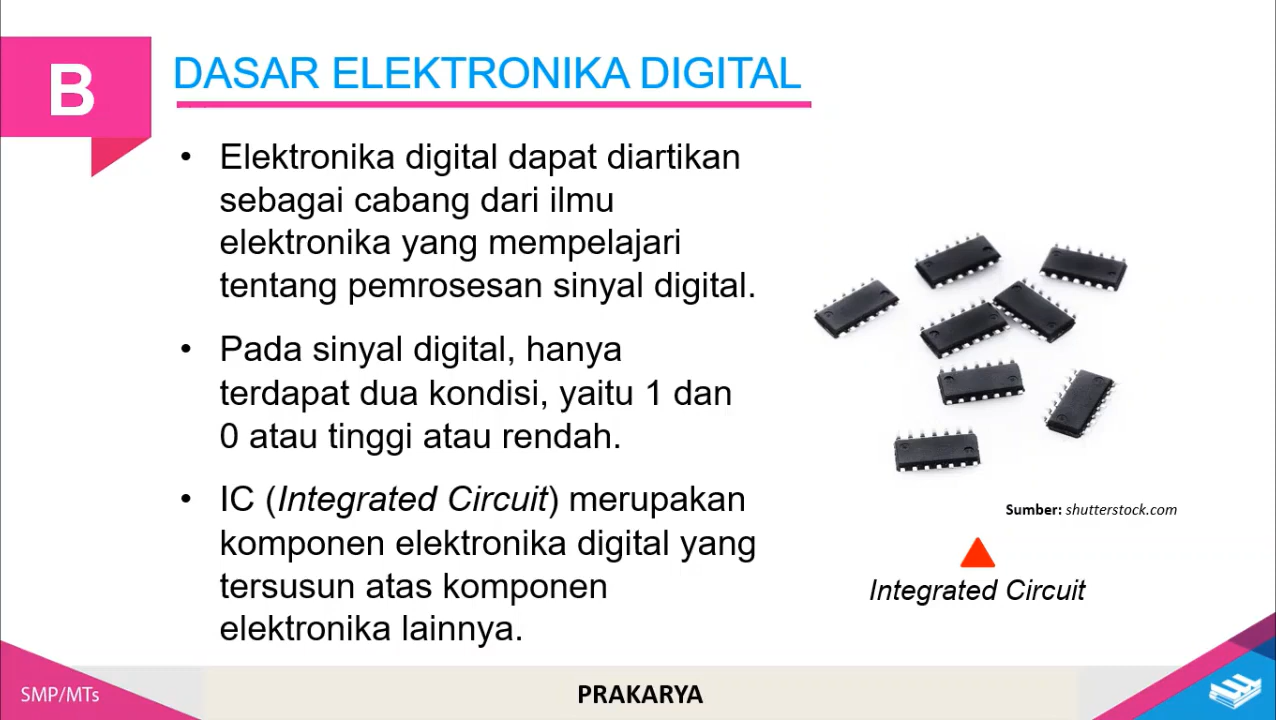 B
DASAR ELEKTRONIKA DIGITAL
• Elektronika digital dapat diartikan
sebagai cabang dari ilmu
elektronika yang mempelajari
tentang pemrosesan sinyal digital.
• Pada sinyal digital, hanya
terdapat dua kondisi, yaitu 1 dan
0 atau tinggi atau rendah.
• IC (Integrated Circuit) merupakan
komponen elektronika digital yang
tersusun atas komponen
elektronika lainnya.
Sumber: shutterstock.com
Integrated Circuit
SMP/MTs
PRAKARYA